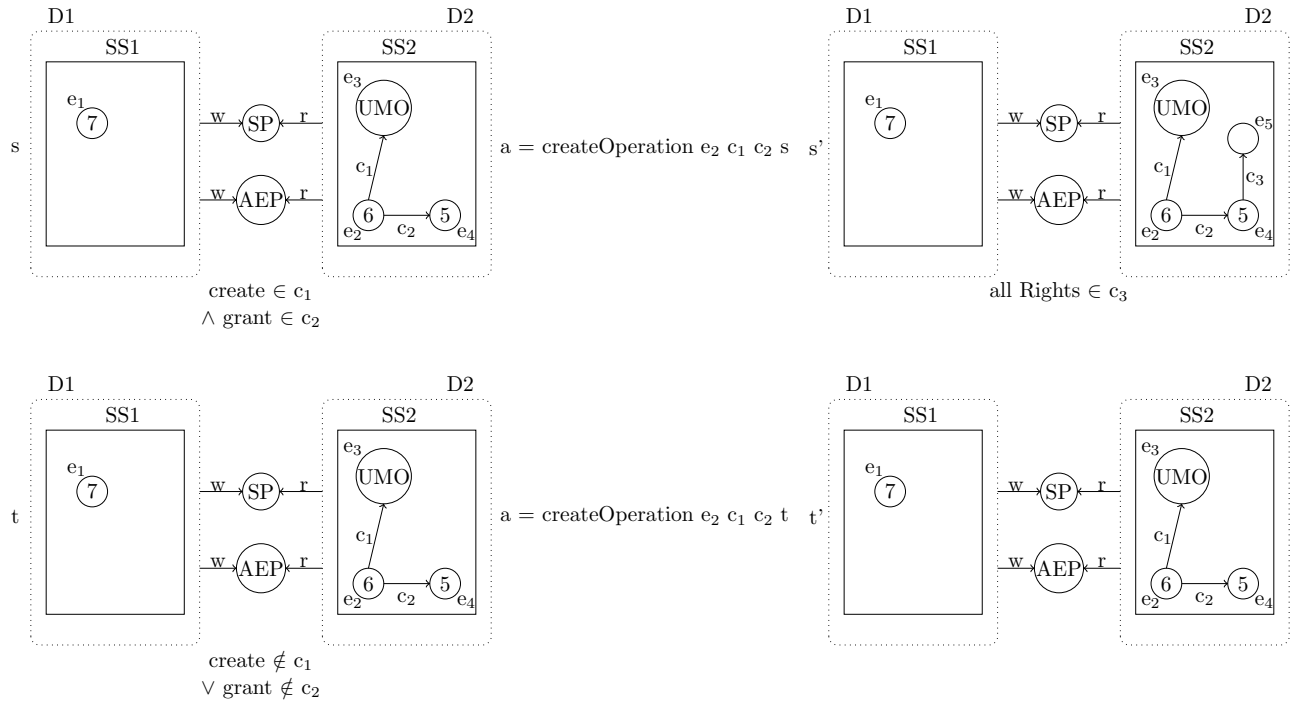 D1 D2 D1 D2
SS1 SS2 SS1 SS2
e3 e3
e1 UMO e1 UMO
7 w SP r 7 w SP r e5
s a = createOperation e2 c1 c2 s s'
c1 c1 c3
w AEP r w AEP r
6 5 6 5
e2 c2 e4 e2 c2 e4
create ∈ c1 all Rights ∈ c3
∧ grant ∈ c2
D1 D2 D1 D2
SS1 SS2 SS1 SS2
e3 e3
e1 UMO e1 UMO
7 w SP r 7 w SP r
t a = createOperation e2 c1 c2 t t'
c1 c1
w AEP r w AEP r
6 5 6 5
e2 c2 e4 e2 c2 e4
create ∉ c1
∨ grant ∉ c2